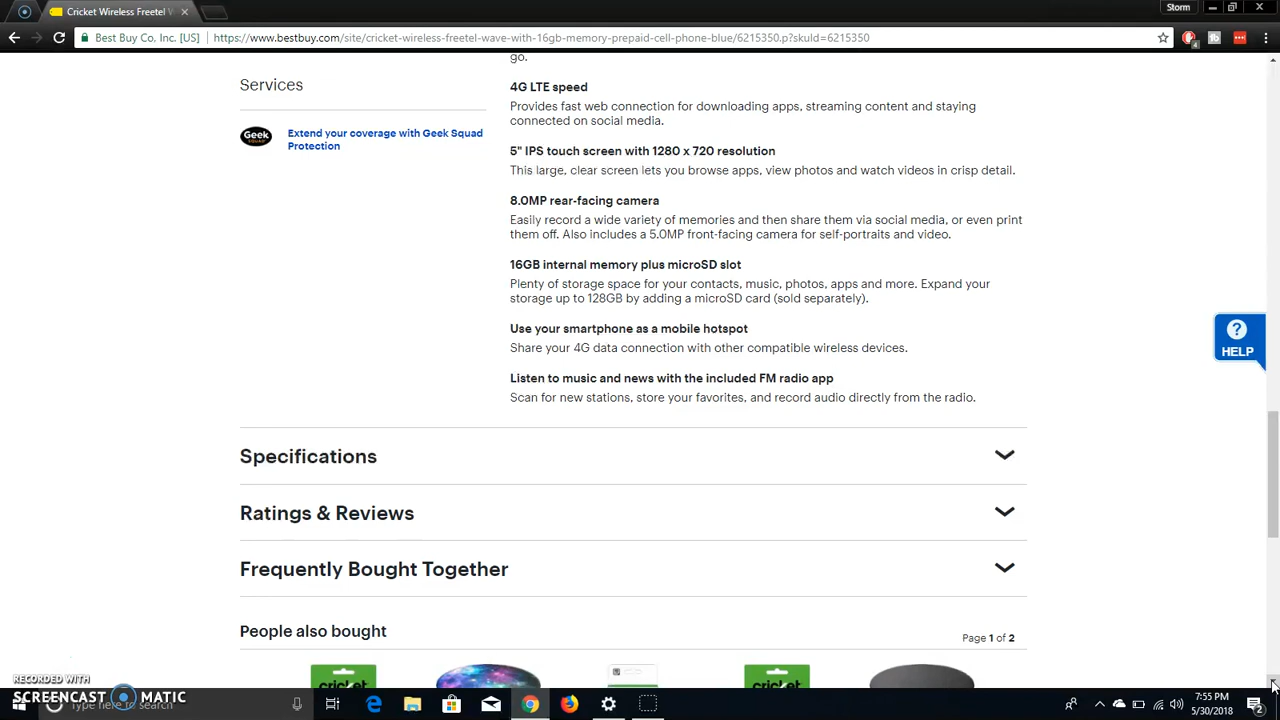 Cricket Wireless Freetel W
Storm
Best Buy Co, Inc. [US]
https://www.bestbuy.com/site/cricket-wireless-freetel-wave-with-16gb-memory-prepaid-cell-phone-blue/6215350.p?skuId=6215350
4
go.
Services
4G LTE speed
Provides fast web connection for downloading apps, streaming content and staying
connected on social media.
Geek
SQUAD
Extend your coverage with Geek Squad
Protection
5" IPS touch screen with 1280 x 720 resolution
This large, clear screen lets you browse apps, view photos and watch videos in crisp detail.
8.0MP rear-facing camera
Easily record a wide variety of memories and then share them via social media, or even print
them off. Also includes a 5.0MP front-facing camera for self-portraits and video.
16GB internal memory plus microSD slot
Plenty of storage space for your contacts, music, photos, apps and more. Expand your
storage up to 128GB by adding a microSD card (sold separately).
Use your smartphone as a mobile hotspot
Share your 4G data connection with other compatible wireless devices.
?
HELP
Listen to music and news with the included FM radio app
Scan for new stations, store your favorites, and record audio directly from the radio.
Specifications
Ratings & Reviews
Frequently Bought Together
People also bought
Page 1 of 2
cricket
cricket
RECORDED WITH
SCREENCAST MATIC
Type here to search
7:55 PM
5/30/2018
2